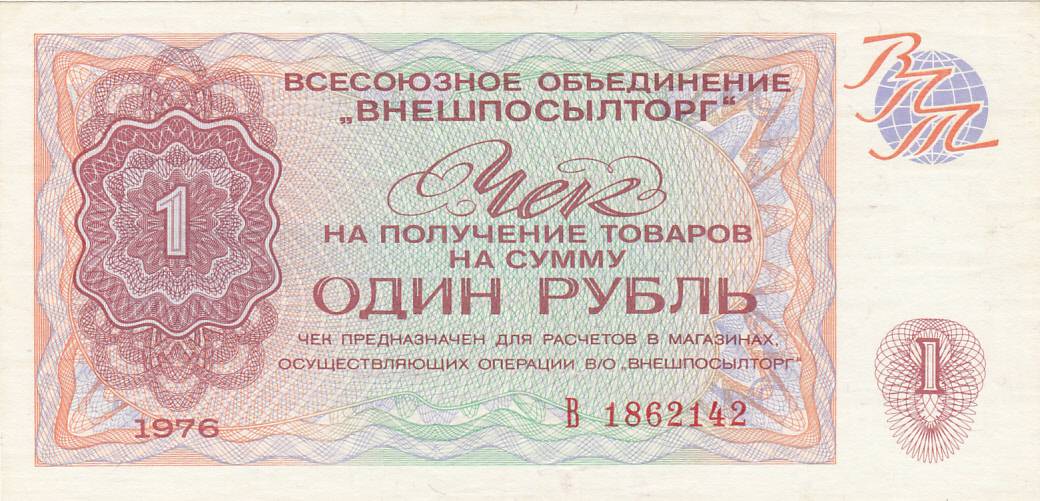 ВСЕСОЮЗНОЕ ОБЪЕДИНЕНИЕ
„ВНЕШПОСЫЛТОРГ“
ВПТ
Чек
НА ПОЛУЧЕНИЕ ТОВАРОВ
НА СУММУ
1
ОДИН РУБЛЬ
ЧЕК ПРЕДНАЗНАЧЕН ДЛЯ РАСЧЕТОВ В МАГАЗИНАХ,
ОСУЩЕСТВЛЯЮЩИХ ОПЕРАЦИИ В/О „ВНЕШПОСЫЛТОРГ“
1
1976
В 1862142